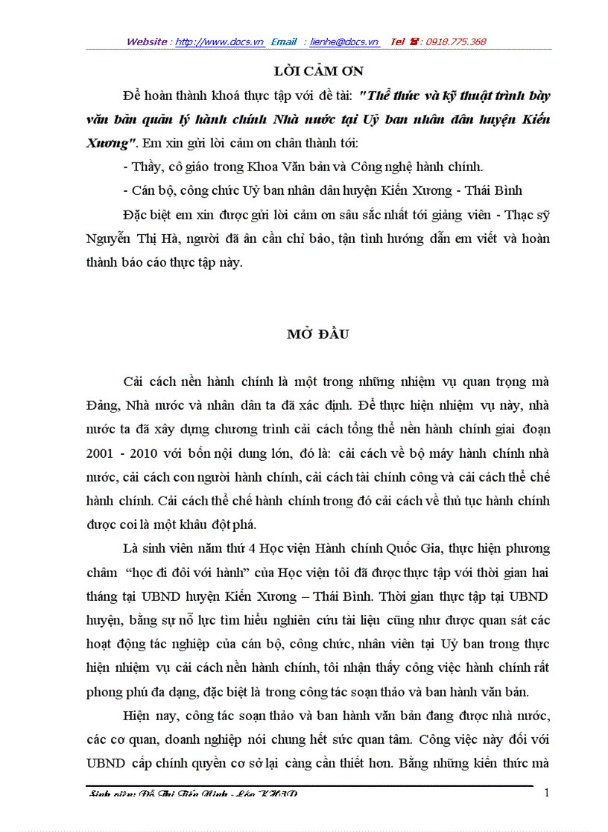 Website : http://www.docs.vn Email : lienhe@docs.vn Tel ☎ : 0918.775.368
LỜI CẢM ƠN
Để hoàn thành khoá thực tập với đề tài: "Thể thức và kỹ thuật trình bày
văn bản quản lý hành chính Nhà nước tại Uỷ ban nhân dân huyện Kiến
Xương". Em xin gửi lời cảm ơn chân thành tới:
- Thầy, cô giáo trong Khoa Văn bản và Công nghệ hành chính.
- Cán bộ, công chức Uỷ ban nhân dân huyện Kiến Xương - Thái Bình
Đặc biệt em xin được gửi lời cảm ơn sâu sắc nhất tới giảng viên - Thạc sỹ
Nguyễn Thị Hà, người đã ân cần chỉ bảo, tận tình hướng dẫn em viết và hoàn
thành báo cáo thực tập này.
MỞ ĐẦU
Cải cách nền hành chính là một trong những nhiệm vụ quan trọng mà
Đảng, Nhà nước và nhân dân ta đã xác định. Để thực hiện nhiệm vụ này, nhà
nước ta đã xây dựng chương trình cải cách tổng thể nền hành chính giai đoạn
2001 - 2010 với bốn nội dung lớn, đó là: cải cách về bộ máy hành chính nhà
nước, cải cách con người hành chính, cải cách tài chính công và cải cách thể chế
hành chính. Cải cách thể chế hành chính trong đó cải cách về thủ tục hành chính
được coi là một khâu đột phá.
Là sinh viên năm thứ 4 Học viện Hành chính Quốc Gia, thực hiện phương
châm “học đi đôi với hành” của Học viện tôi đã được thực tập với thời gian hai
tháng tại UBND huyện Kiến Xương – Thái Bình. Thời gian thực tập tại UBND
huyện, bằng sự nỗ lực tìm hiểu nghiên cứu tài liệu cũng như được quan sát các
hoạt động tác nghiệp của cán bộ, công chức, nhân viên tại Uỷ ban trong thực
hiện nhiệm vụ cải cách nền hành chính, tôi nhận thấy công việc hành chính rất
phong phú đa dạng, đặc biệt là trong công tác soạn thảo và ban hành văn bản.
Hiện nay, công tác soạn thảo và ban hành văn bản đang được nhà nước,
các cơ quan, doanh nghiệp nói chung hết sức quan tâm. Công việc này đối với
UBND cấp chính quyền cơ sở lại càng cần thiết hơn. Bằng những kiến thức mà
Sinh viên: Đỗ Thị Tiến - Lớp 1